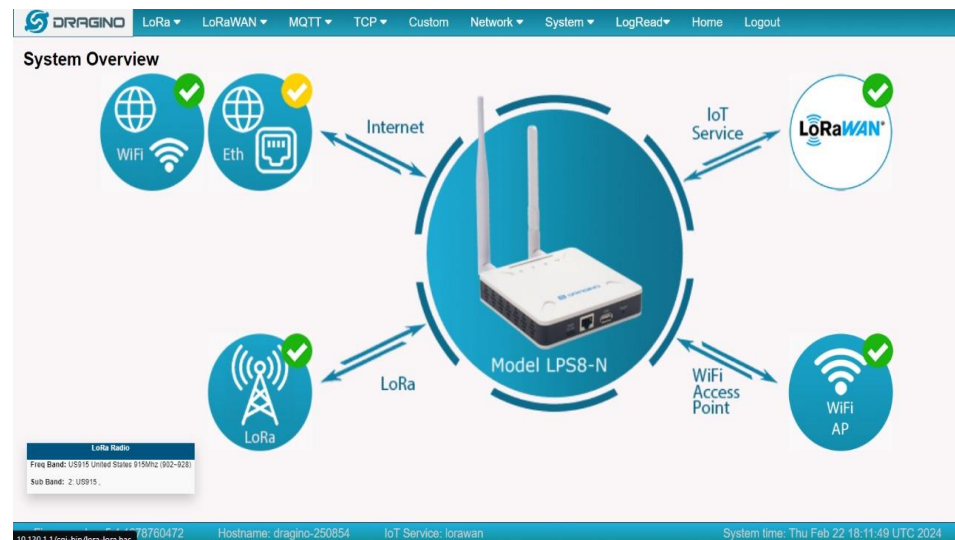 DRAGINO LoRa LoRaWAN MQTT TCP Custom Network System LogRead Home Logout
System Overview
WiFi
Eth
Internet
IoT
Service
LoRaWAN®
DRAGINO
Model LPS8-N
LoRa
LoRa
WiFi
Access
Point
WiFi
AP
LoRa Radio
Freq Band: US915 United States 915Mhz (902~928)
Sub Band: 2: US915 ,
78760472 Hostname: dragino-250854 IoT Service: lorawan System time: Thu Feb 22 18:11:49 UTC 2024